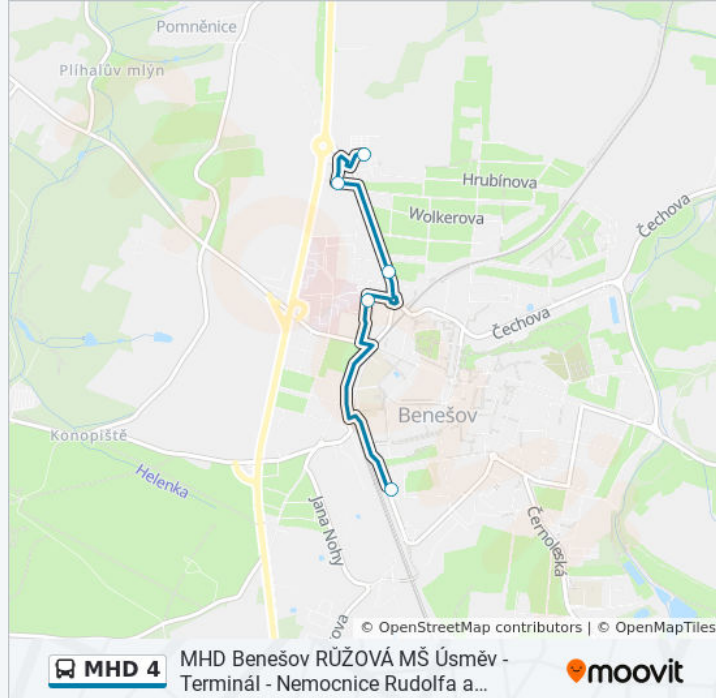 Pomněnice
Plíhalův mlýn
Hrubínova
Wolkerova
Čechova
Čechova
Benešov
Konopiště
Helenka
Jana Nohy
Černoleská
rova
© OpenStreetMap contributors | © OpenMapTiles
MHD 4
MHD Benešov RŮŽOVÁ MŠ Úsměv -
Terminál - Nemocnice Rudolfa a...
moovit